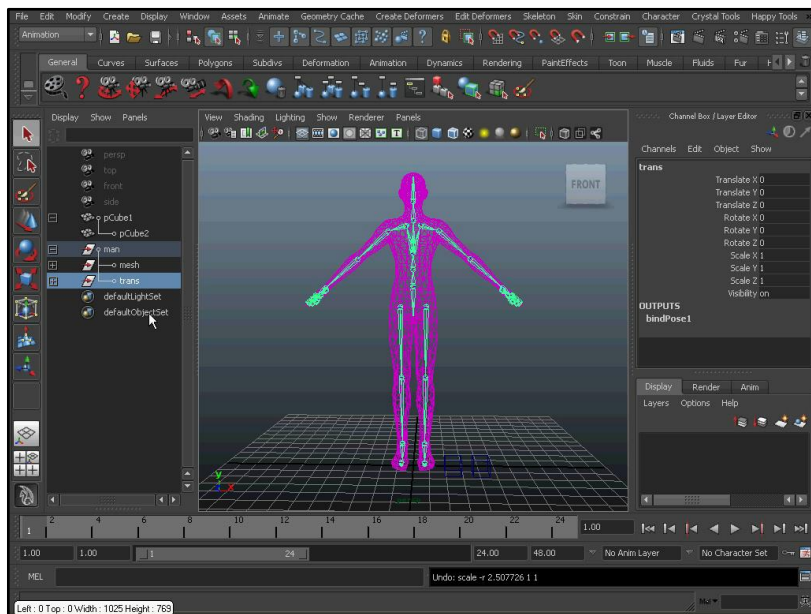 File Edit Modify Create Display Window Assets Animate Geometry Cache Create Deformers Edit Deformers Skeleton Skin Constrain Character Crystal Tools Happy Tools
Animation
General Curves Surfaces Polygons Subdivs Deformation Animation Dynamics Rendering PaintEffects Toon Muscle Fluids Fur H
Display Show Panels
View Shading Lighting Show Renderer Panels
Channel Box / Layer Editor
Channels Edit Object Show
persp
top
front
side
pCube1
pCube2
man
mesh
trans
defaultLightSet
defaultObjectSet
FRONT
y
x
trans
Translate X 0
Translate Y 0
Translate Z 0
Rotate X 0
Rotate Y 0
Rotate Z 0
Scale X 1
Scale Y 1
Scale Z 1
Visibility on
OUTPUTS
bindPose1
Display Render Anim
Layers Options Help
1 2 4 6 8 10 12 14 16 18 20 22 24 1.00
1.00 1.00 1 24 24.00 48.00 No Anim Layer No Character Set
MEL Undo: scale -r 2.507726 1 1
Left : 0 Top : 0 Width : 1025 Height : 769